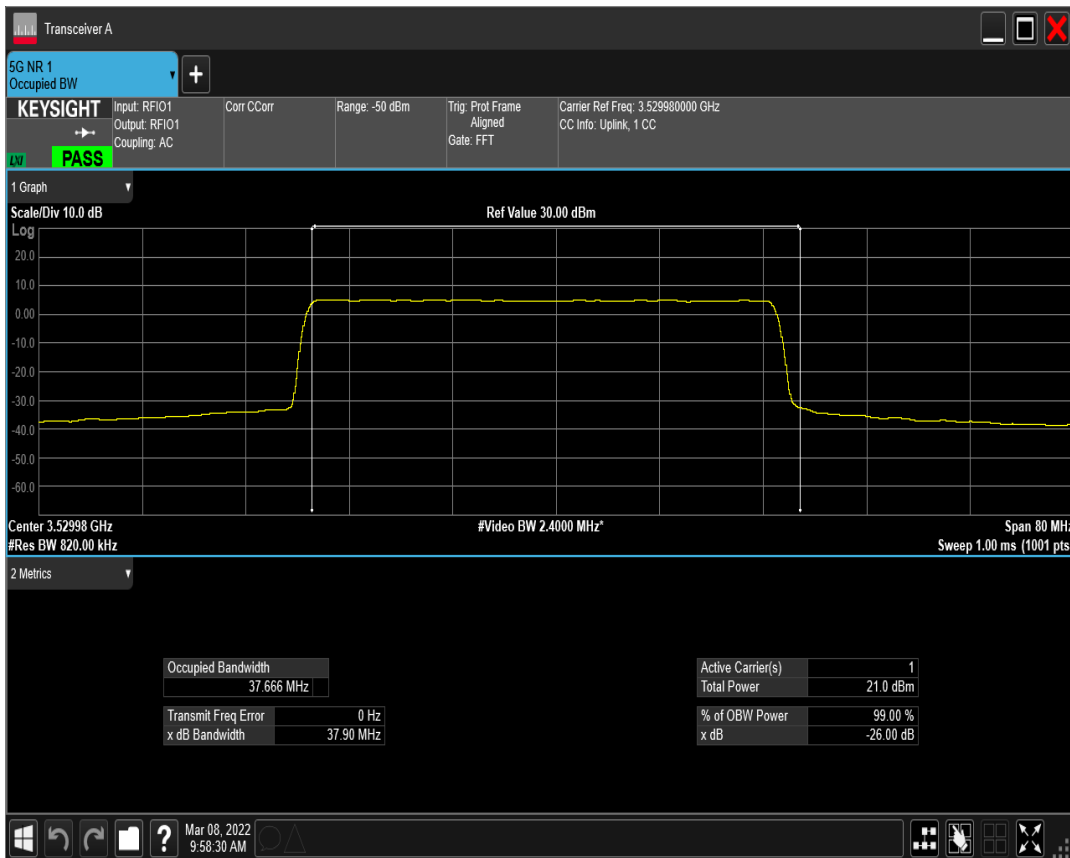 Transceiver A
5G NR 1
Occupied BW
+
KEYSIGHT
LXI
PASS
Input: RFIO1
Output: RFIO1
Coupling: AC
Corr CCorr
Range: -50 dBm
Trig: Prot Frame
Aligned
Gate: FFT
Carrier Ref Freq: 3.529980000 GHz
CC Info: Uplink, 1 CC
1 Graph
Scale/Div 10.0 dB
Ref Value 30.00 dBm
Log
20.0
10.0
0.00
-10.0
-20.0
-30.0
-40.0
-50.0
-60.0
Center 3.52998 GHz
#Video BW 2.4000 MHz*
Span 80 MHz
#Res BW 820.00 kHz
Sweep 1.00 ms (1001 pts
2 Metrics
Occupied Bandwidth
37.666 MHz
Transmit Freq Error 0 Hz
x dB Bandwidth 37.90 MHz
Active Carrier(s) 1
Total Power 21.0 dBm
% of OBW Power 99.00 %
x dB -26.00 dB
?
Mar 08, 2022
9:58:30 AM